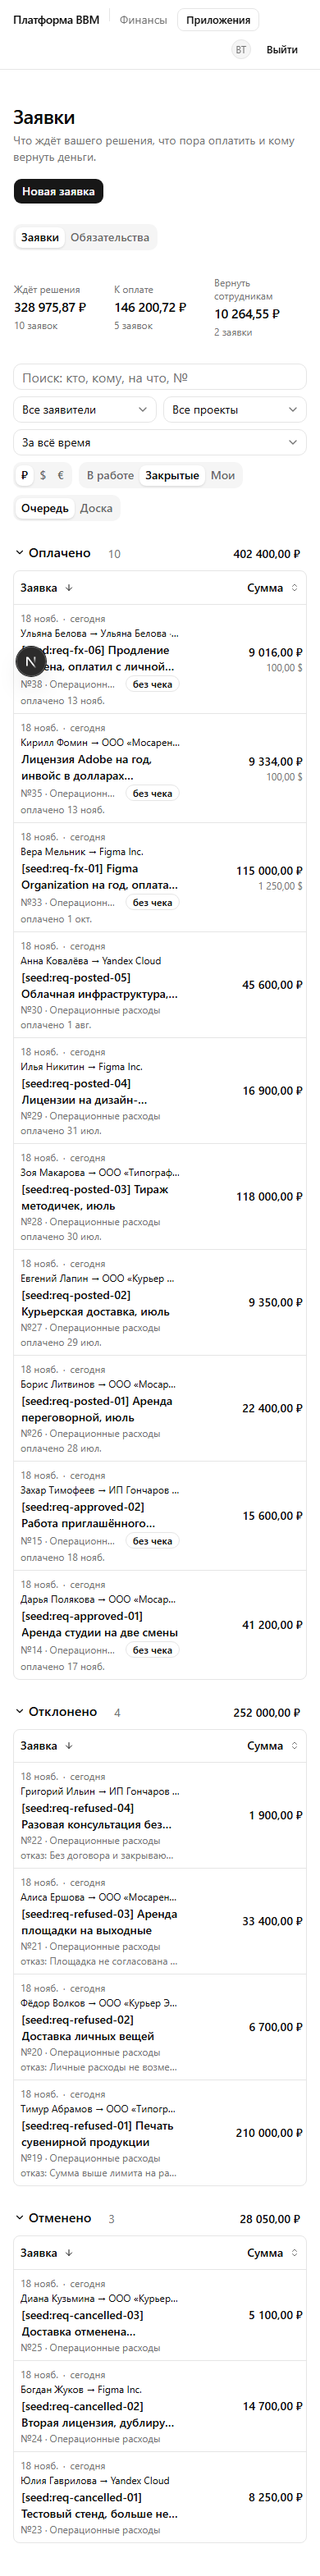 Платформа BBM
Финансы
Приложения
ВТ
Выйти
Заявки
Что ждёт вашего решения, что пора оплатить и кому
вернуть деньги.
Новая заявка
Заявки
Обязательства
Ждёт решения
328 975,87 ₽
10 заявок
К оплате
146 200,72 ₽
5 заявок
Вернуть
сотрудникам
10 264,55 ₽
2 заявки
Поиск: кто, кому, на что, №
Все заявители
Все проекты
За всё время
₽ $ €
В работе Закрытые Мои
Очередь Доска
Оплачено 10 402 400,00 ₽
Заявка ↓ Сумма
18 нояб. · сегодня
Ульяна Белова → Ульяна Белова ·...
req-fx-06] Продление
9 016,00 ₽
оплатил с личной...
100,00 $
№38 · Операционн... без чека
оплачено 13 нояб.
18 нояб. · сегодня
Кирилл Фомин → ООО «Мосарен...
Лицензия Adobe на год,
9 334,00 ₽
инвойс в долларах...
100,00 $
№35 · Операционн... без чека
оплачено 13 нояб.
18 нояб. · сегодня
Вера Мельник → Figma Inc.
[seed:req-fx-01] Figma
115 000,00 ₽
Organization на год, оплата...
1 250,00 $
№33 · Операционн... без чека
оплачено 1 окт.
18 нояб. · сегодня
Анна Ковалёва → Yandex Cloud
[seed:req-posted-05]
45 600,00 ₽
Облачная инфраструктура,...
№30 · Операционные расходы
оплачено 1 авг.
18 нояб. · сегодня
Илья Никитин → Figma Inc.
[seed:req-posted-04]
16 900,00 ₽
Лицензии на дизайн-...
№29 · Операционные расходы
оплачено 31 июл.
18 нояб. · сегодня
Зоя Макарова → ООО «Типограф...
[seed:req-posted-03] Тираж
118 000,00 ₽
методичек, июль
№28 · Операционные расходы
оплачено 30 июл.
18 нояб. · сегодня
Евгений Лапин → ООО «Курьер ...
[seed:req-posted-02]
9 350,00 ₽
Курьерская доставка, июль
№27 · Операционные расходы
оплачено 29 июл.
18 нояб. · сегодня
Борис Литвинов → ООО «Мосар...
[seed:req-posted-01] Аренда
22 400,00 ₽
переговорной, июль
№26 · Операционные расходы
оплачено 28 июл.
18 нояб. · сегодня
Захар Тимофеев → ИП Гончаров ...
[seed:req-approved-02]
15 600,00 ₽
Работа приглашённого...
№15 · Операционн... без чека
оплачено 18 нояб.
18 нояб. · сегодня
Дарья Полякова → ООО «Мосар...
[seed:req-approved-01]
41 200,00 ₽
Аренда студии на две смены
№14 · Операционн... без чека
оплачено 17 нояб.
Отклонено 4 252 000,00 ₽
Заявка ↓ Сумма
18 нояб. · сегодня
Григорий Ильин → ИП Гончаров ...
[seed:req-refused-04]
1 900,00 ₽
Разовая консультация без...
№22 · Операционные расходы
отказ: Без договора и закрываю...
18 нояб. · сегодня
Алиса Ершова → ООО «Мосарен...
[seed:req-refused-03] Аренда
33 400,00 ₽
площадки на выходные
№21 · Операционные расходы
отказ: Площадка не согласована ...
18 нояб. · сегодня
Фёдор Волков → ООО «Курьер Э...
[seed:req-refused-02]
6 700,00 ₽
Доставка личных вещей
№20 · Операционные расходы
отказ: Личные расходы не возме...
18 нояб. · сегодня
Тимур Абрамов → ООО «Типогр...
[seed:req-refused-01] Печать
210 000,00 ₽
сувенирной продукции
№19 · Операционные расходы
отказ: Сумма выше лимита на ра...
Отменено 3 28 050,00 ₽
Заявка ↓ Сумма
18 нояб. · сегодня
Диана Кузьмина → ООО «Курьер...
[seed:req-cancelled-03]
5 100,00 ₽
Доставка отменена...
№25 · Операционные расходы
18 нояб. · сегодня
Богдан Жуков → Figma Inc.
[seed:req-cancelled-02]
14 700,00 ₽
Вторая лицензия, дублиру...
№24 · Операционные расходы
18 нояб. · сегодня
Юлия Гаврилова → Yandex Cloud
[seed:req-cancelled-01]
8 250,00 ₽
Тестовый стенд, больше не...
№23 · Операционные расходы